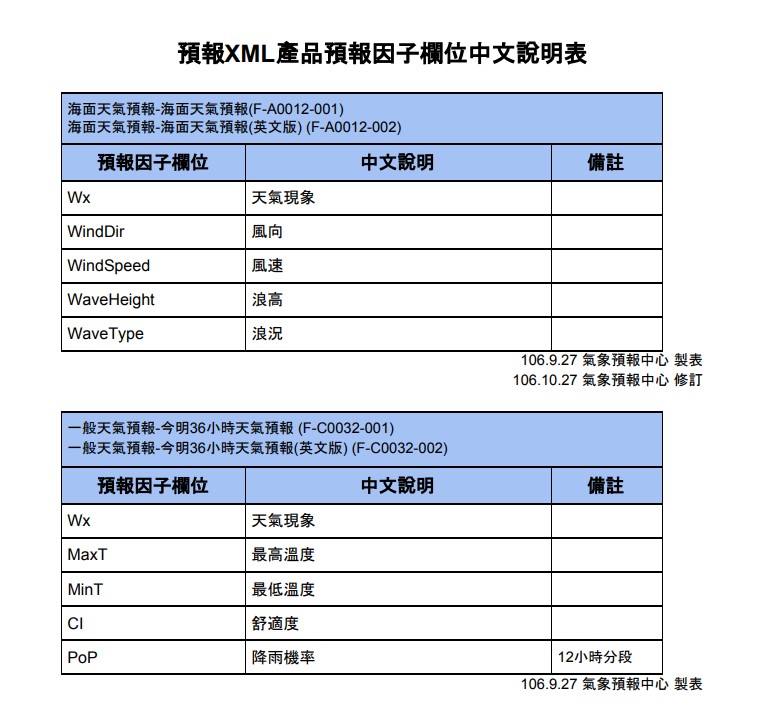 預報XML產品預報因子欄位中文說明表
海面天氣預報-海面天氣預報(F-A0012-001)
海面天氣預報-海面天氣預報(英文版) (F-A0012-002)
預報因子欄位 中文說明 備註
Wx 天氣現象
WindDir 風向
WindSpeed 風速
WaveHeight 浪高
WaveType 浪況
106.9.27 氣象預報中心 製表
106.10.27 氣象預報中心 修訂
一般天氣預報-今明36小時天氣預報 (F-C0032-001)
一般天氣預報-今明36小時天氣預報(英文版) (F-C0032-002)
預報因子欄位 中文說明 備註
Wx 天氣現象
MaxT 最高溫度
MinT 最低溫度
CI 舒適度
PoP 降雨機率 12小時分段
106.9.27 氣象預報中心 製表